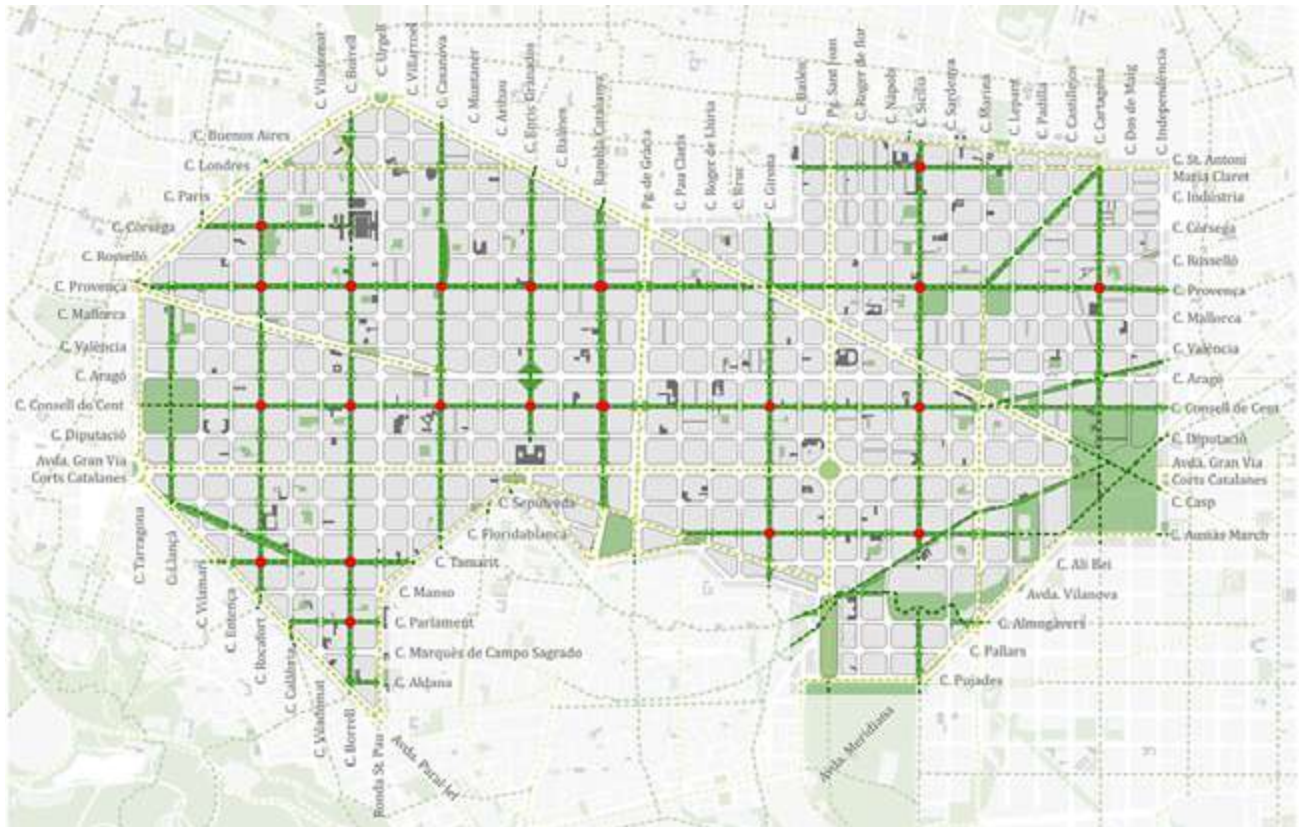 C. Viladomat
C. Borrell
C. Urgell
C. Villarroel
C. Casanova
C. Muntaner
C. Aribau
C. Enric Granados
C. Balmes
Rambla Catalunya
Pg. de Gràcia
C. Pau Claris
C. Roger de Llúria
C. Bruc
C. Girona
C. Bailen
Pg. Sant Joan
C. Roger de flor
C. Nàpols
C. Sicília
C. Sardenya
C. Marina
C. Lepant
C. Padilla
C. Castillejos
C. Cartagena
C. Dos de Maig
C. Independència
C. Buenos Aires
C. Londres
C. París
C. Còrsega
C. Rosselló
C. Provença
C. Mallorca
C. València
C. Aragó
C. Consell de Cent
C. Diputació
Avda. Gran Via
Corts Catalanes
C. St. Antoni
Maria Claret
C. Indústria
C. Còrsega
C. Rosselló
C. Provença
C. Mallorca
C. València
C. Aragó
C. Consell de Cent
C. Diputació
Avda. Gran Via
Corts Catalanes
C. Casp
C. Ausiàs March
C. Ali Bei
Avda. Vilanova
C. Almogàvers
C. Pallars
C. Pujades
Avda. Meridiana
C. Sepúlveda
C. Floridablanca
C. Tamarit
C. Manso
C. Parlament
C. Marquès de Campo Sagrado
C. Aldana
C. Tarragona
C. Llançà
C. Vilamarí
C. Entença
C. Rocafort
C. Calàbria
C. Viladomat
C. Borrell
Ronda St. Pau
Avda. Paral·lel